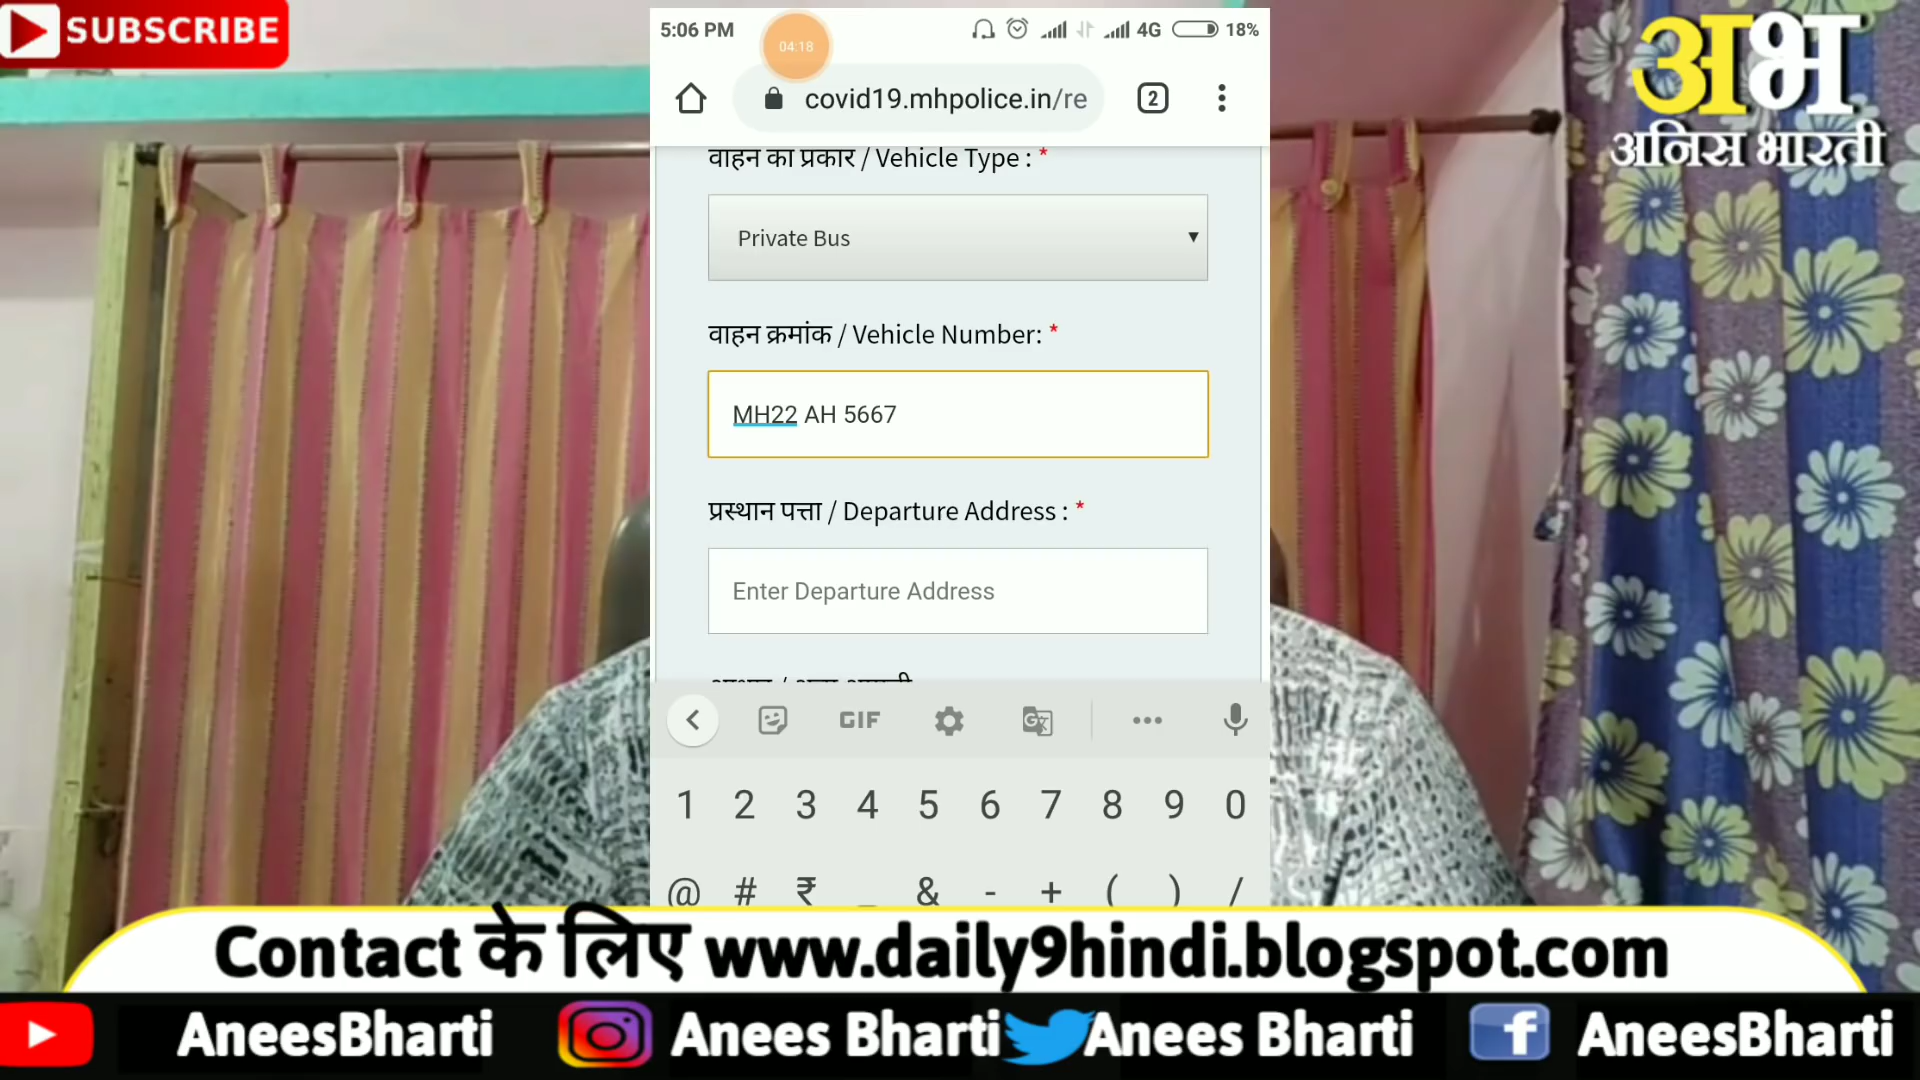 SUBSCRIBE
5:06 PM
04:18
4G
18%
covid19.mhpolice.in/re
2
वाहन का प्रकार / Vehicle Type : *
Private Bus
वाहन क्रमांक / Vehicle Number: *
MH22 AH 5667
प्रस्थान पत्ता / Departure Address : *
Enter Departure Address
GIF
1 2 3 4 5 6 7 8 9 0
@ # ₹ _ & - + ( ) /
अभ
अनिस भारती
Contact के लिए www.daily9hindi.blogspot.com
AneesBharti
Anees Bharti
Anees Bharti
AneesBharti